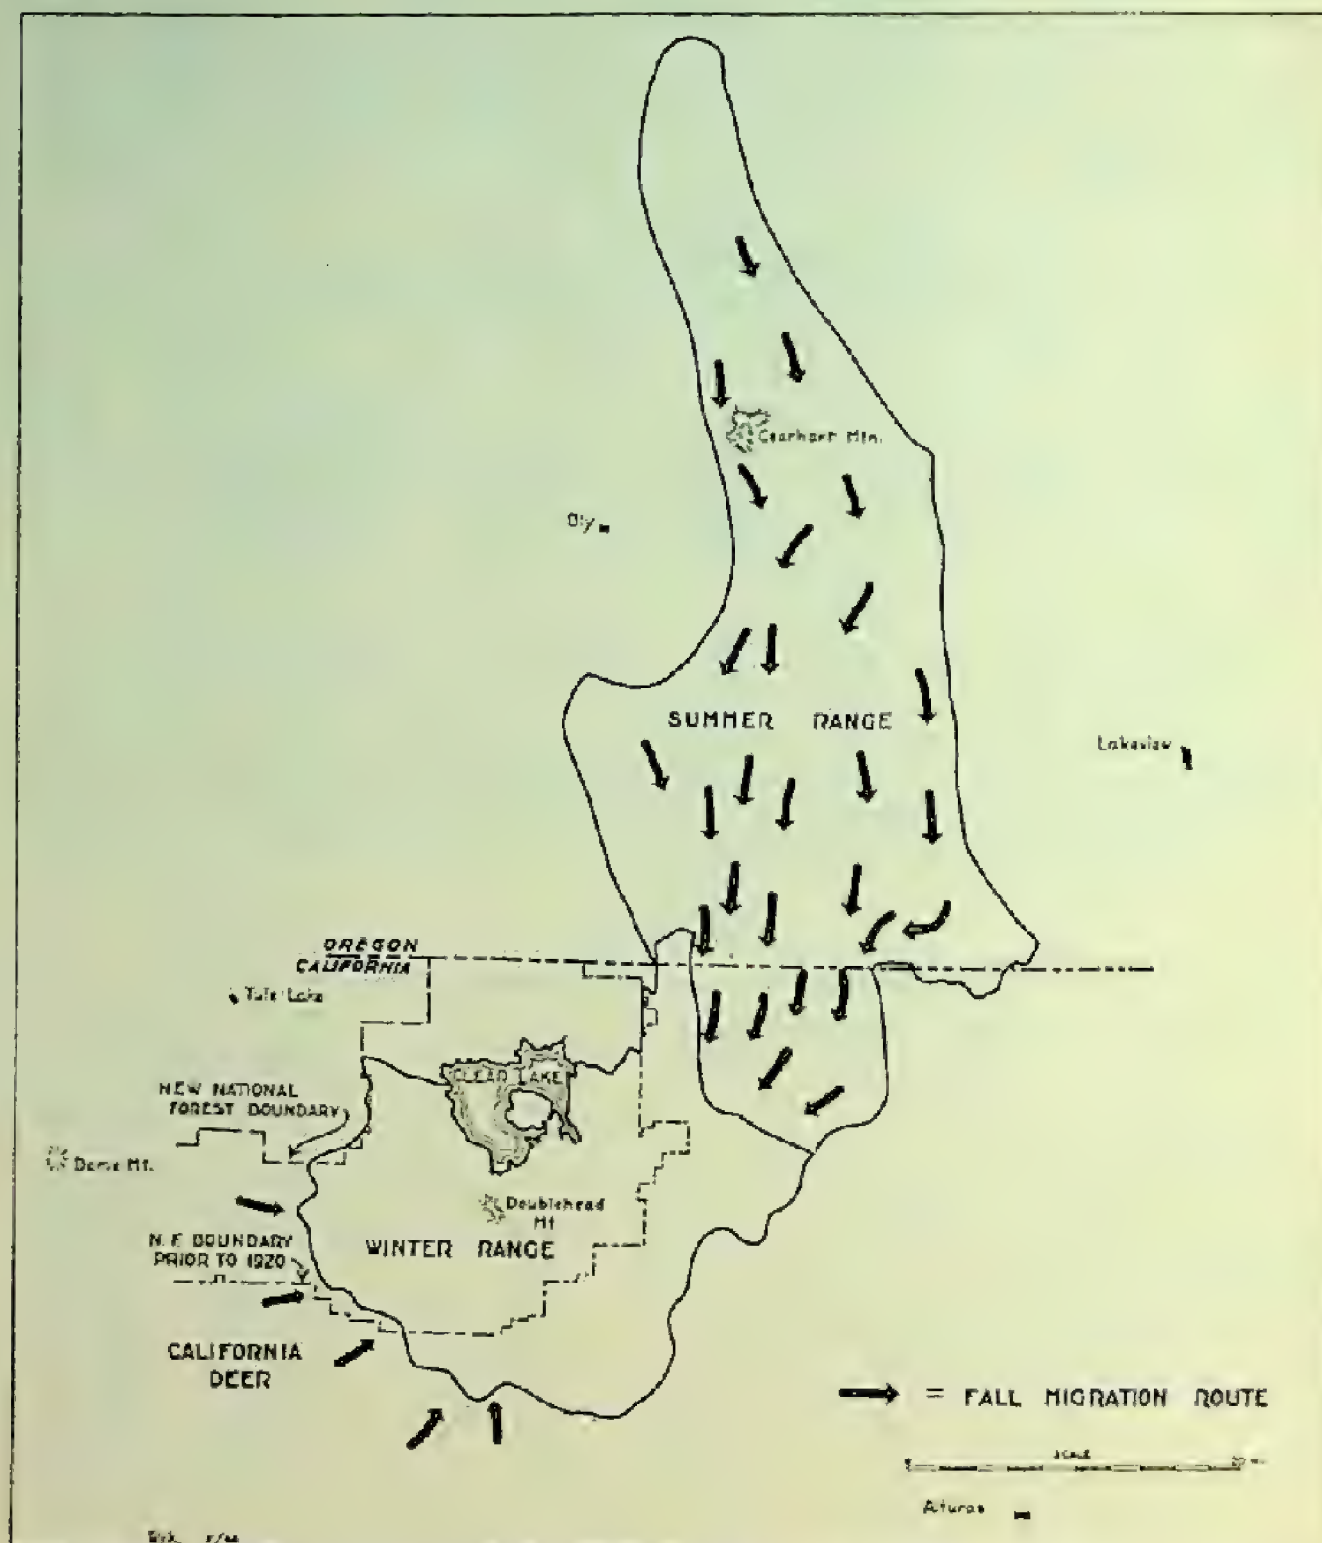 Gearhart Mtn.
Bly
SUMMER RANGE
Lakeview
OREGON
CALIFORNIA
Tule Lake
CLEAR LAKE
NEW NATIONAL
FOREST BOUNDARY
Dome Mt.
Doublehead
Mt
N.F. BOUNDARY
PRIOR TO 1920
WINTER RANGE
CALIFORNIA
DEER
= FALL MIGRATION ROUTE
SCALE
Alturas